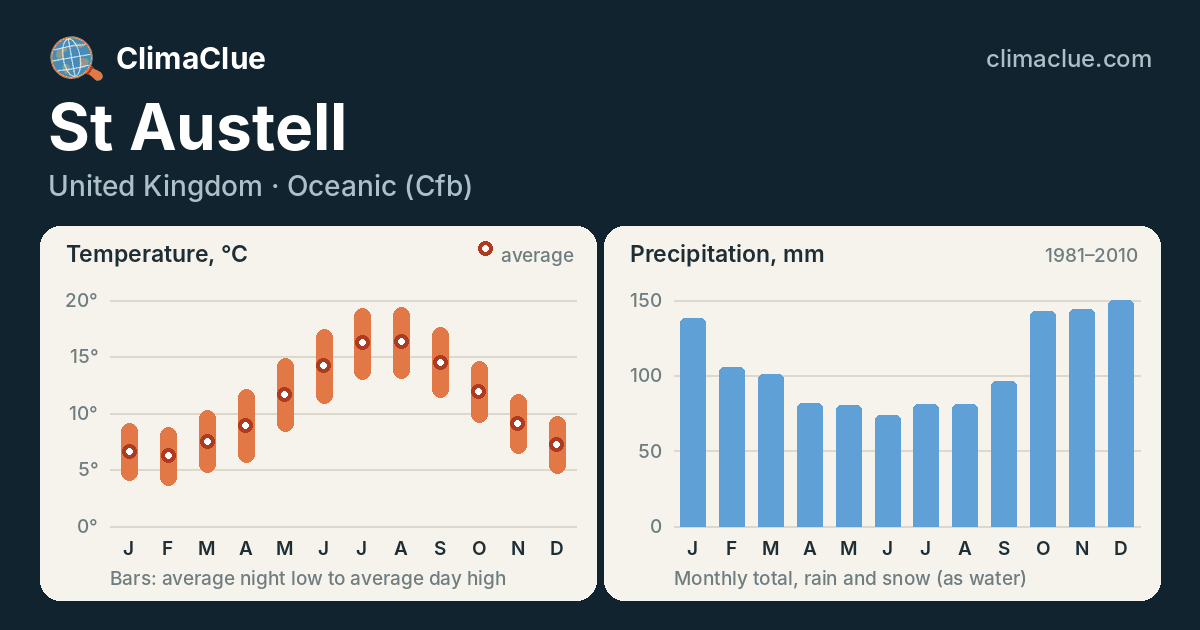 ClimaClue
climaclue.com
St Austell
United Kingdom · Oceanic (Cfb)
Temperature, °C
average
20°
15°
10°
5°
0°
J F M A M J J A S O N D
Bars: average night low to average day high
Precipitation, mm
1981–2010
150
100
50
0
J F M A M J J A S O N D
Monthly total, rain and snow (as water)